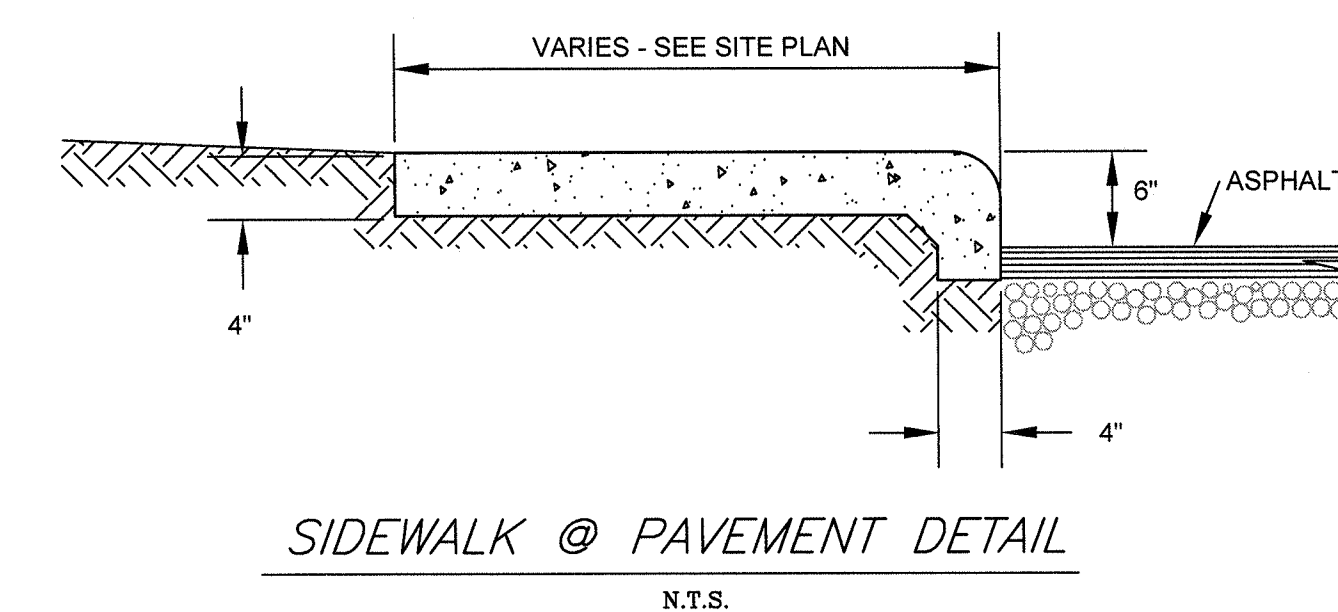 VARIES - SEE SITE PLAN
6"
ASPHALT
4"
4"
SIDEWALK @ PAVEMENT DETAIL
N.T.S.